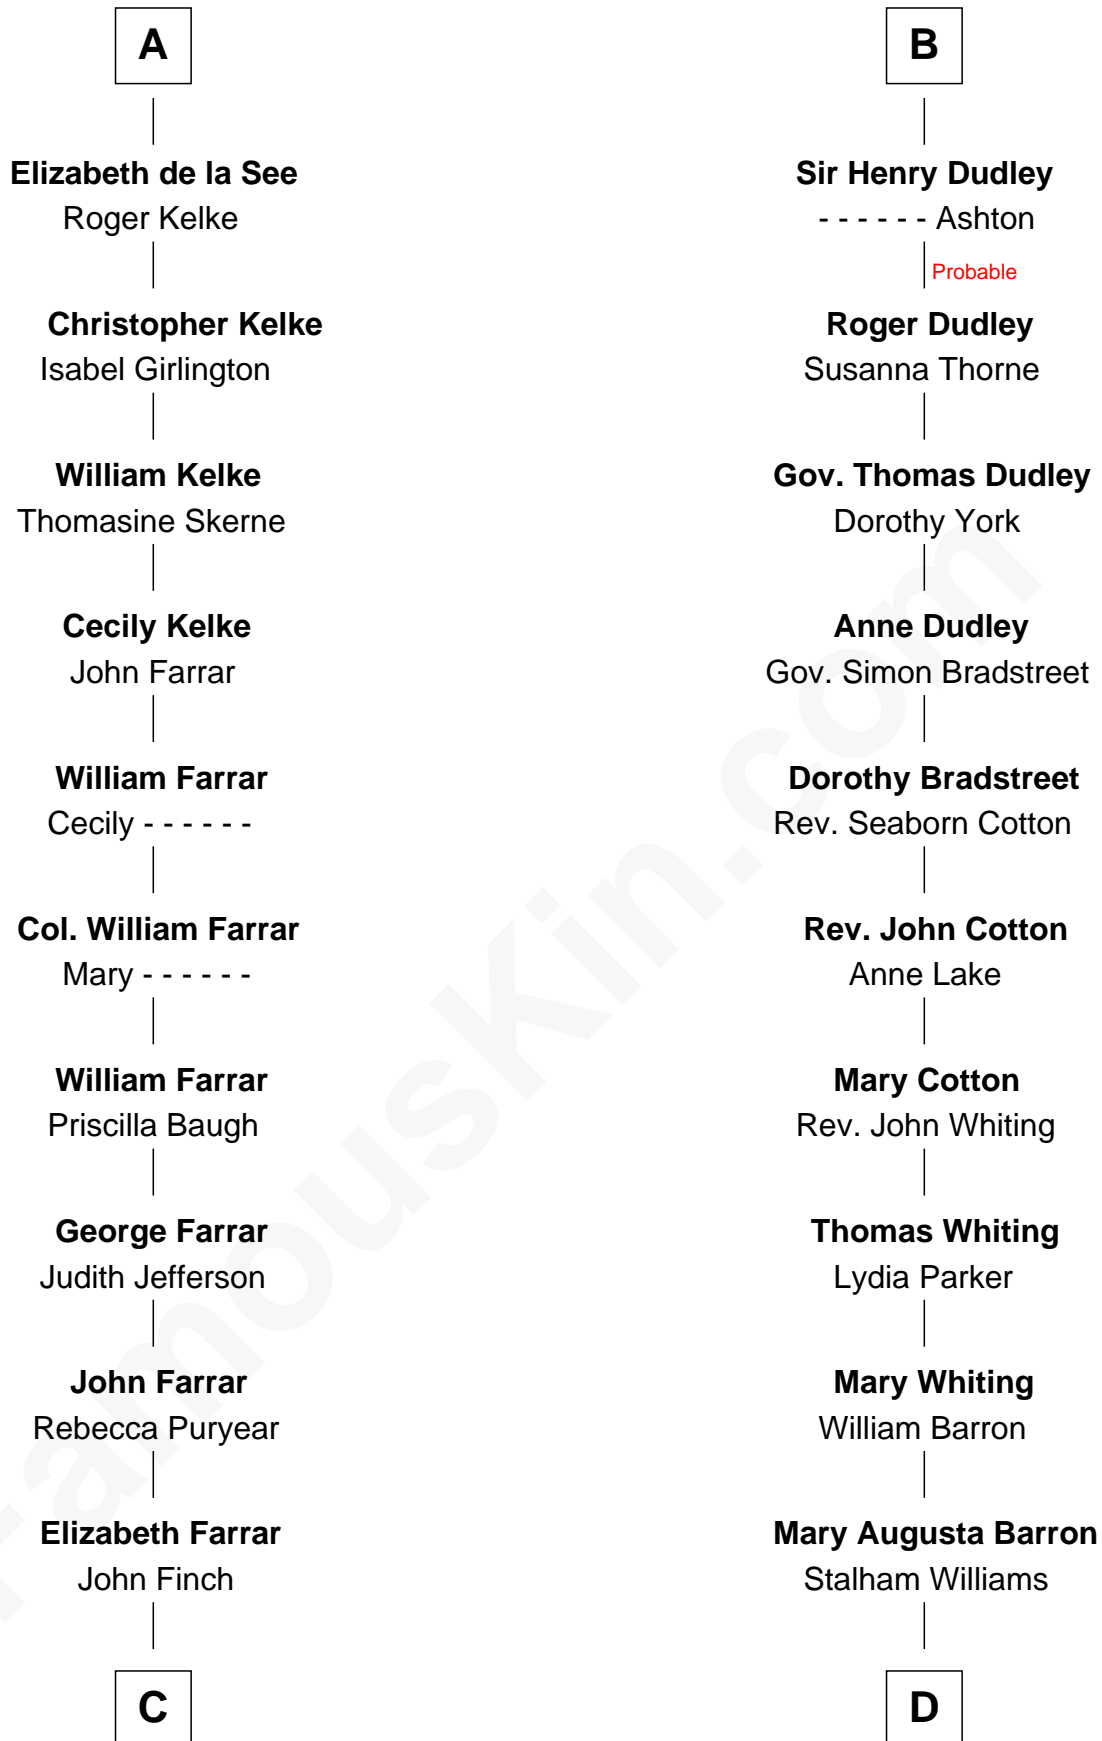 A
Elizabeth de la See
Roger Kelke
Christopher Kelke
Isabel Girlington
William Kelke
Thomasine Skerne
Cecily Kelke
John Farrar
William Farrar
Cecily - - - - - -
Col. William Farrar
Mary - - - - - -
William Farrar
Priscilla Baugh
George Farrar
Judith Jefferson
John Farrar
Rebecca Puryear
Elizabeth Farrar
John Finch
C
B
Sir Henry Dudley
- - - - - - Ashton
Probable
Roger Dudley
Susanna Thorne
Gov. Thomas Dudley
Dorothy York
Anne Dudley
Gov. Simon Bradstreet
Dorothy Bradstreet
Rev. Seaborn Cotton
Rev. John Cotton
Anne Lake
Mary Cotton
Rev. John Whiting
Thomas Whiting
Lydia Parker
Mary Whiting
William Barron
Mary Augusta Barron
Stalham Williams
D
FamousKin.com